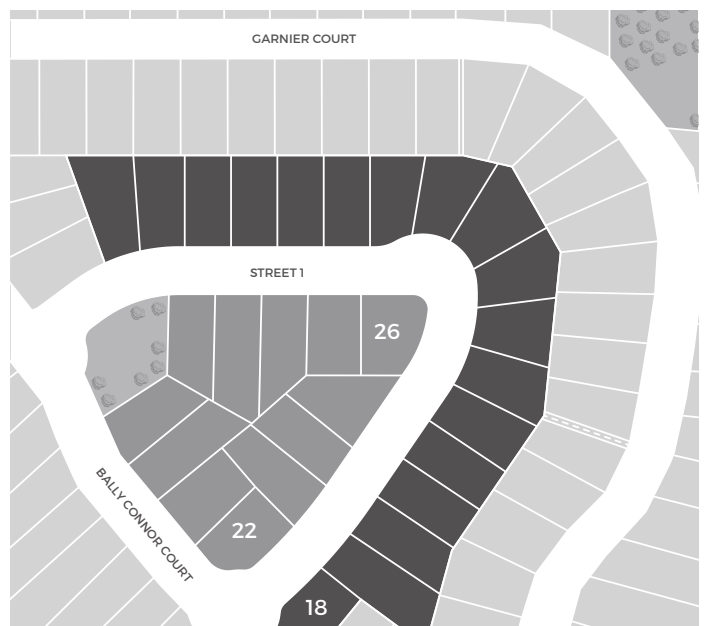 GARNIER COURT
STREET 1
26
BALLY CONNOR COURT
22
18